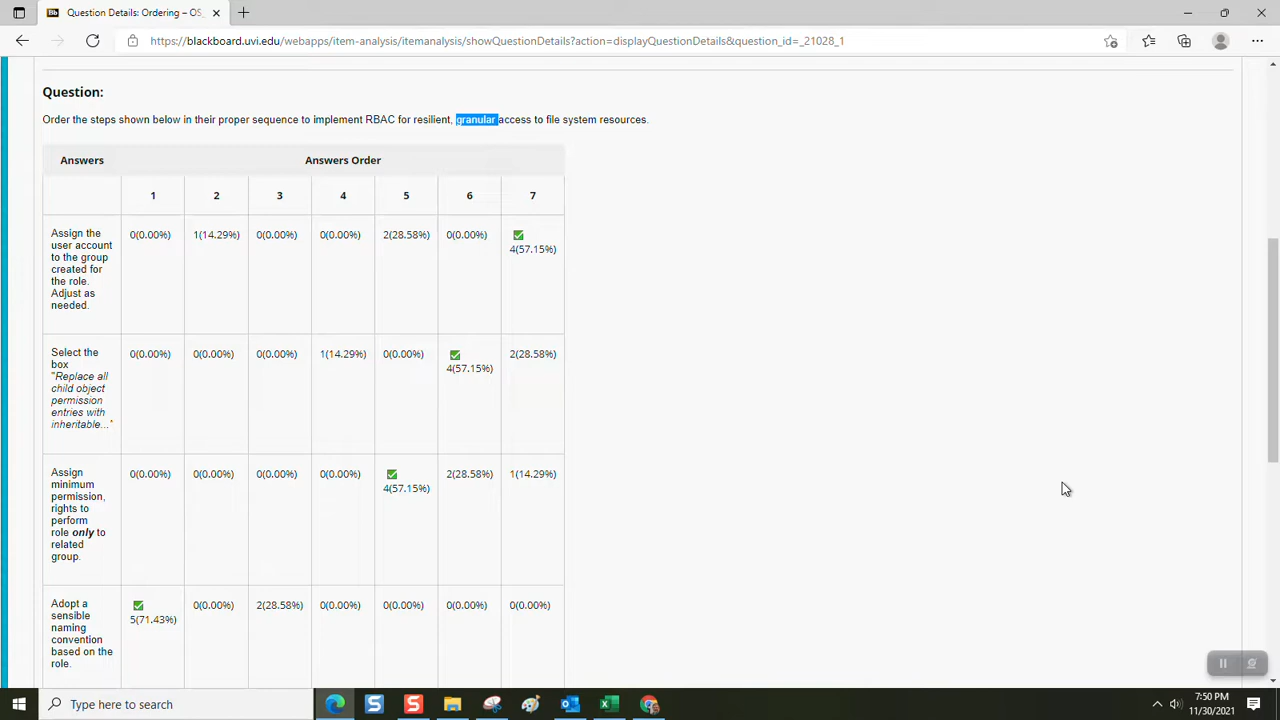 Question Details: Ordering – OS_
https://blackboard.uvi.edu/webapps/item-analysis/itemanalysis/showQuestionDetails?action=displayQuestionDetails&question_id=_21028_1
Question:
Order the steps shown below in their proper sequence to implement RBAC for resilient, granular access to file system resources.
Answers Answers Order
1 2 3 4 5 6 7
Assign the
user account
to the group
created for
the role.
Adjust as
needed.
0(0.00%) 1(14.29%) 0(0.00%) 0(0.00%) 2(28.58%) 0(0.00%)
4(57.15%)
Select the
box
"Replace all
child object
permission
entries with
inheritable..."
0(0.00%) 0(0.00%) 0(0.00%) 1(14.29%) 0(0.00%)
4(57.15%)
2(28.58%)
Assign
minimum
permission,
rights to
perform
role only to
related
group.
0(0.00%) 0(0.00%) 0(0.00%) 0(0.00%)
4(57.15%)
2(28.58%) 1(14.29%)
Adopt a
sensible
naming
convention
based on the
role.
5(71.43%)
0(0.00%) 2(28.58%) 0(0.00%) 0(0.00%) 0(0.00%) 0(0.00%)
Type here to search
7:50 PM
11/30/2021